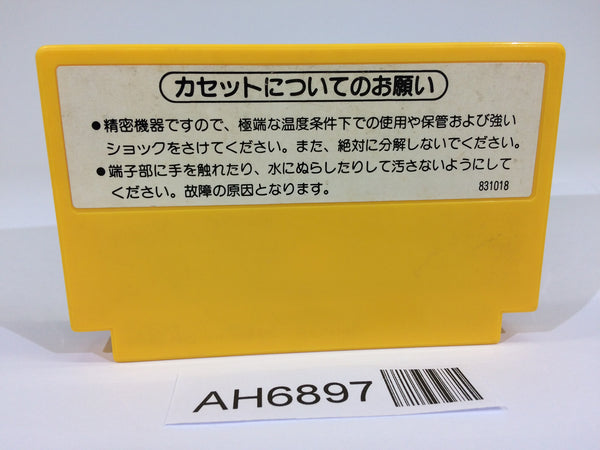 カセットについてのお願い
●精密機器ですので、極端な温度条件下での使用や保管および強い
ショックをさけてください。また、絶対に分解しないでください。
●端子部に手を触れたり、水にぬらしたりして汚さないようにして
ください。故障の原因となります。
831018
AH6897